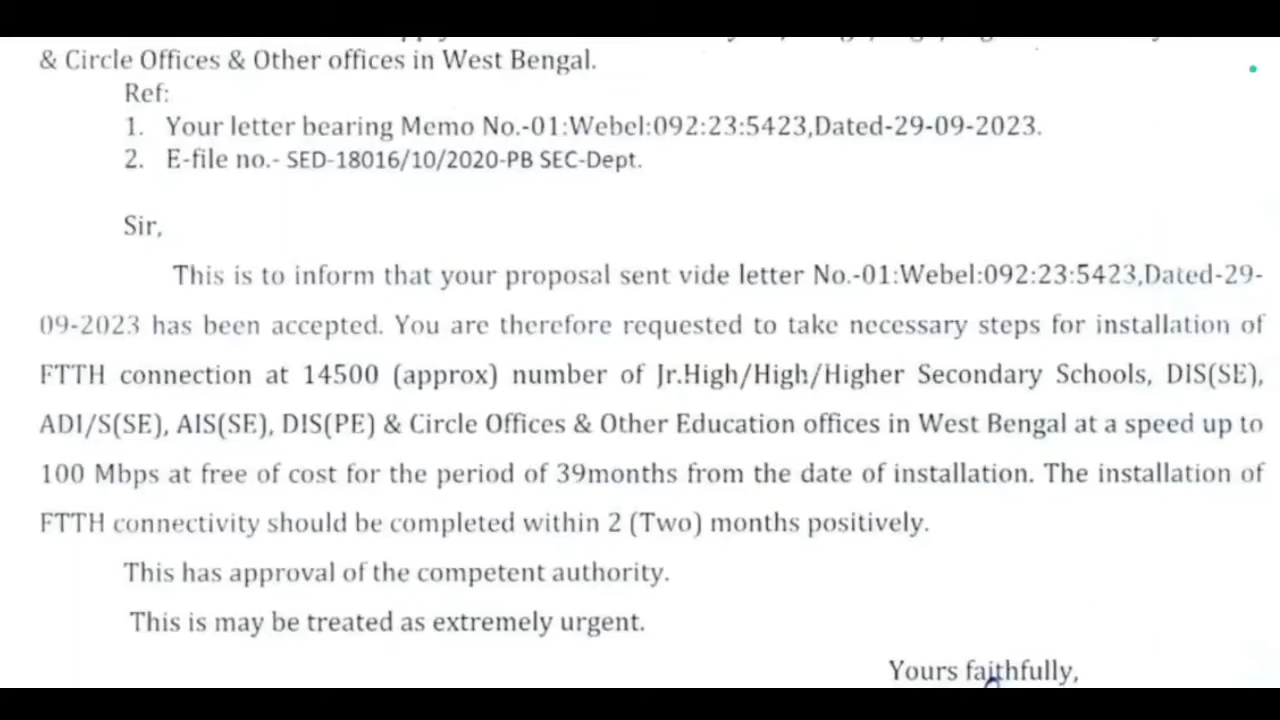 & Circle Offices & Other offices in West Bengal.
Ref:
1. Your letter bearing Memo No.-01:Webel:092:23:5423,Dated-29-09-2023.
2. E-file no.- SED-18016/10/2020-PB SEC-Dept.
Sir,
This is to inform that your proposal sent vide letter No.-01:Webel:092:23:5423,Dated-29-
09-2023 has been accepted. You are therefore requested to take necessary steps for installation of
FTTH connection at 14500 (approx) number of Jr.High/High/Higher Secondary Schools, DIS(SE),
ADI/S(SE), AIS(SE), DIS(PE) & Circle Offices & Other Education offices in West Bengal at a speed up to
100 Mbps at free of cost for the period of 39months from the date of installation. The installation of
FTTH connectivity should be completed within 2 (Two) months positively.
This has approval of the competent authority.
This is may be treated as extremely urgent.
Yours faithfully,